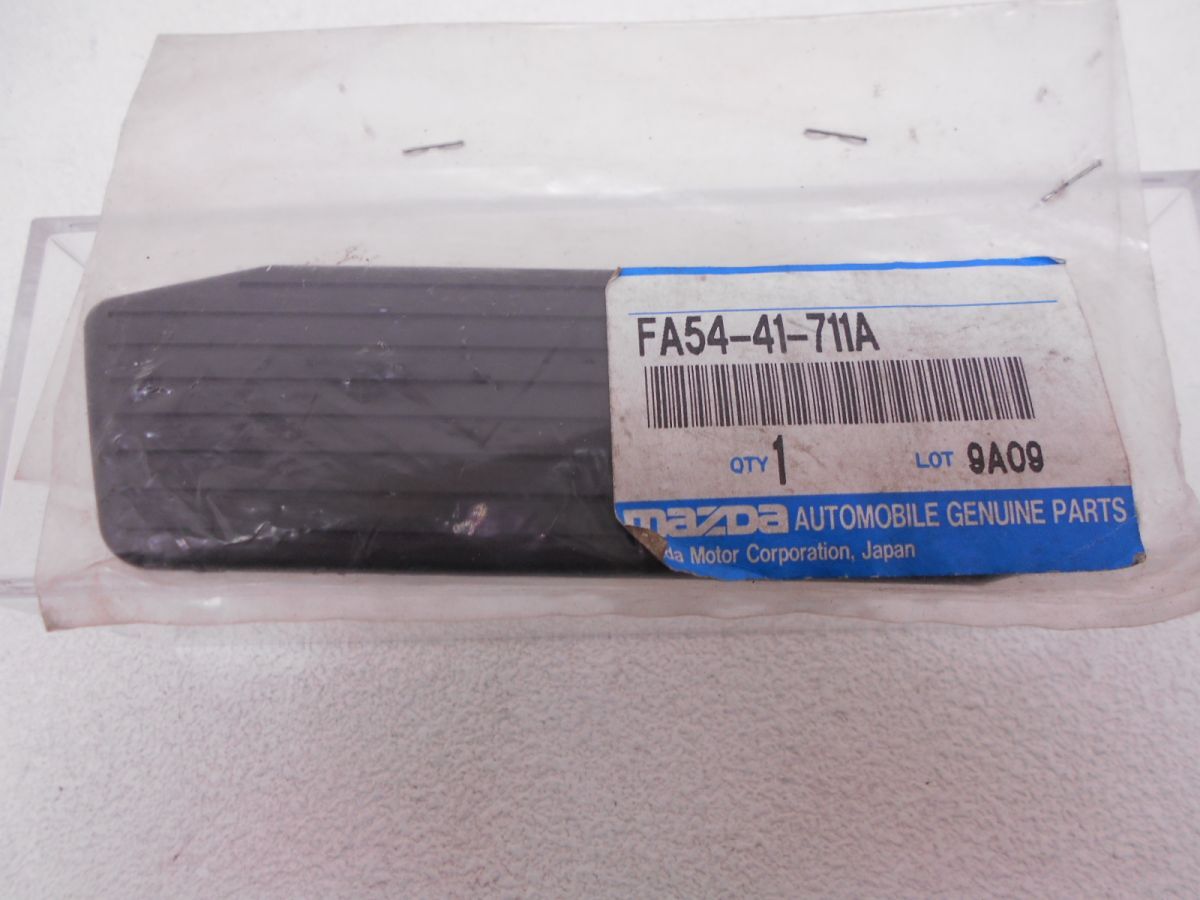 FA54-41-711A
QTY 1 LOT 9A09
mazda AUTOMOBILE GENUINE PARTS
Motor Corporation, Japan